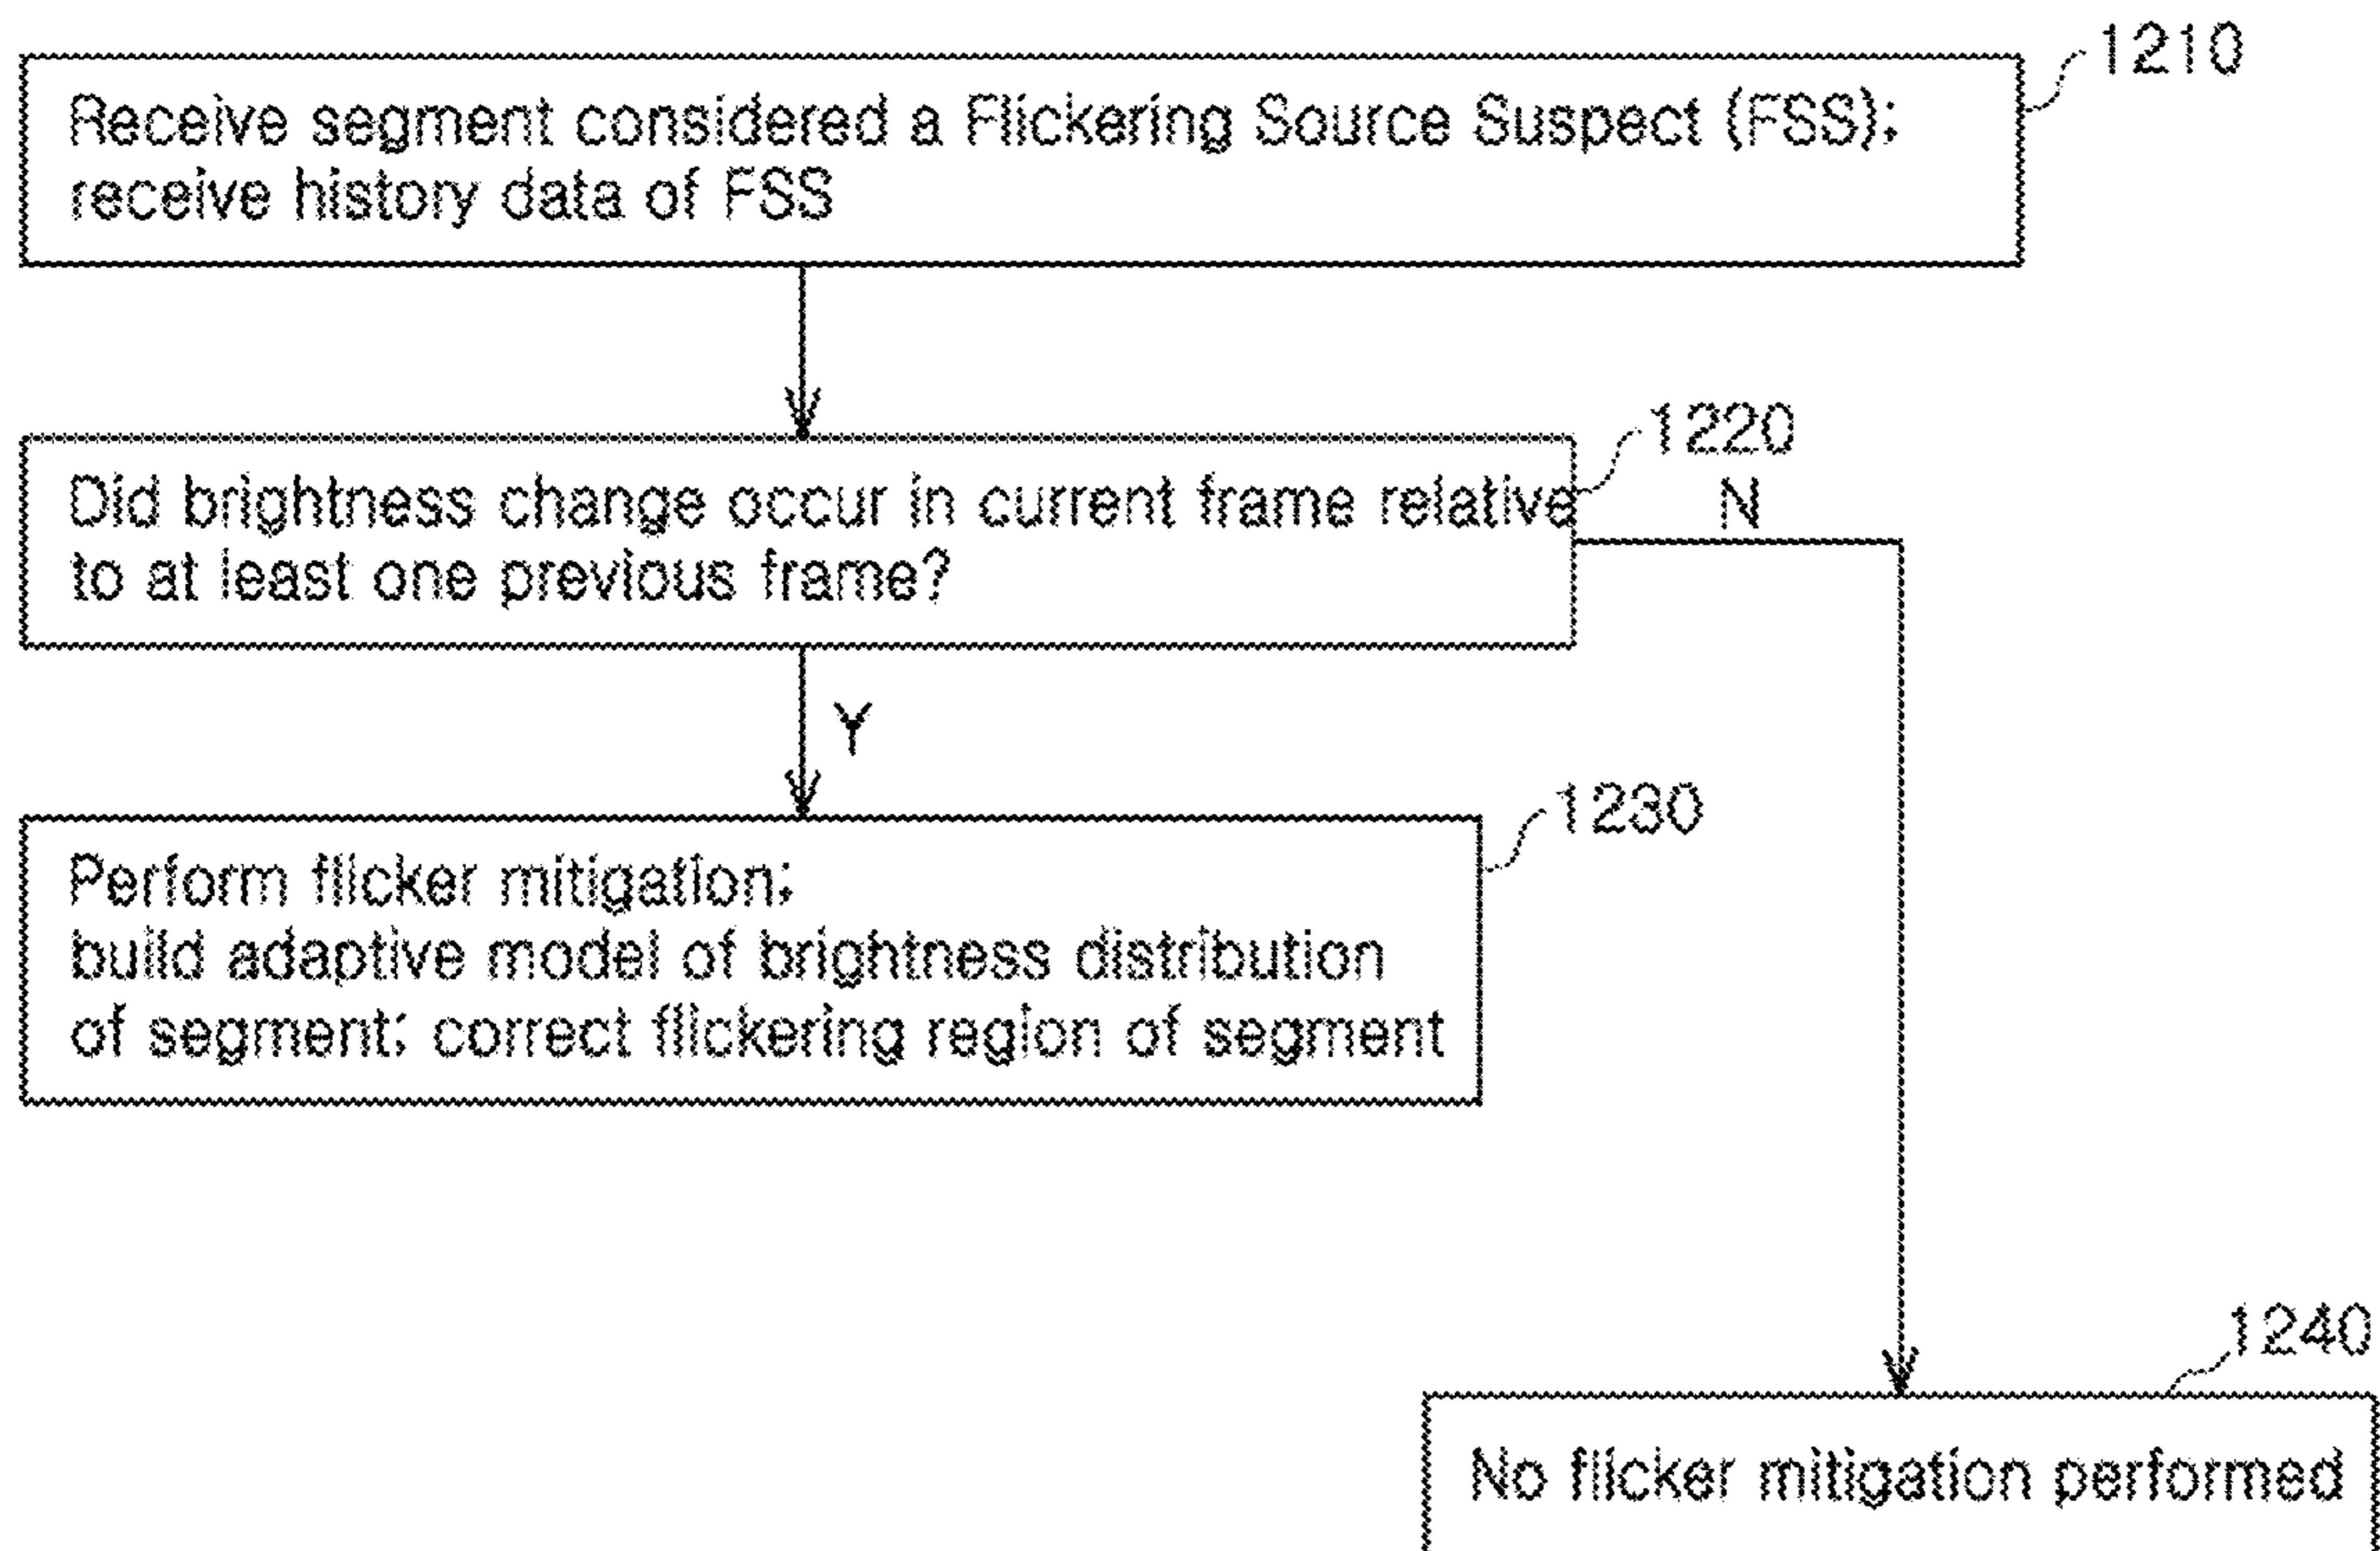 1210
Receive segment considered a Flickering Source Suspect (FSS);
receive history data of FSS
1220
Did brightness change occur in current frame relative
to at least one previous frame?
N
Y
1230
Perform flicker mitigation;
build adaptive model of brightness distribution
of segment; correct flickering region of segment
1240
No flicker mitigation performed